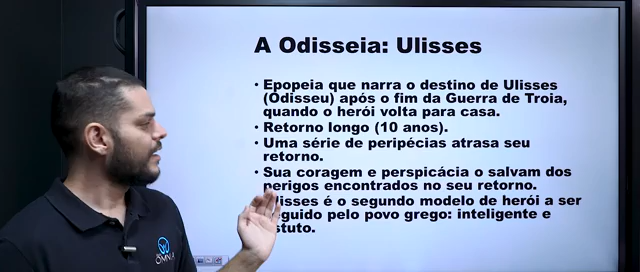 A Odisseia: Ulisses
• Epopeia que narra o destino de Ulisses
(Odisseu) após o fim da Guerra de Troia,
quando o herói volta para casa.
• Retorno longo (10 anos).
• Uma série de peripécias atrasa seu
retorno.
• Sua coragem e perspicácia o salvam dos
perigos encontrados no seu retorno.
lisses é o segundo modelo de herói a ser
eguido pelo povo grego: inteligente e
stuto.